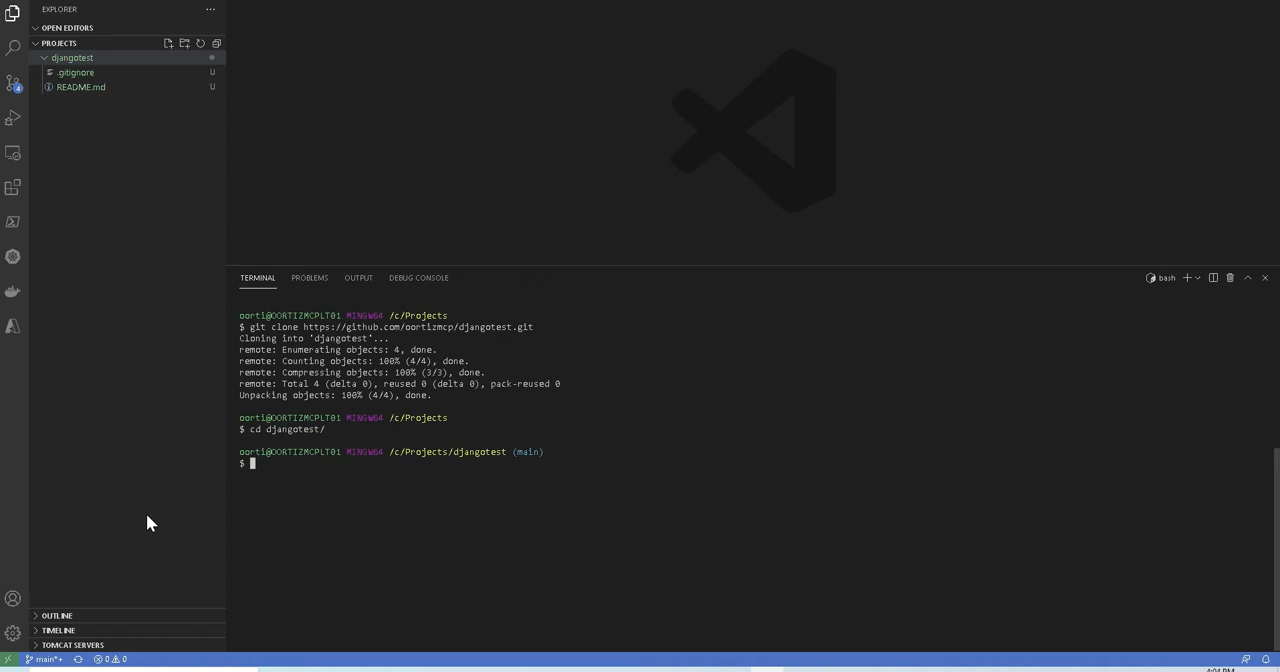 EXPLORER
OPEN EDITORS
PROJECTS
djangotest
.gitignore U
README.md U
4
TERMINAL PROBLEMS OUTPUT DEBUG CONSOLE
bash
oorti@OORTIZMCPLT01 MINGW64 /c/Projects
$ git clone https://github.com/oortizmcp/djangotest.git
Cloning into 'djangotest'...
remote: Enumerating objects: 4, done.
remote: Counting objects: 100% (4/4), done.
remote: Compressing objects: 100% (3/3), done.
remote: Total 4 (delta 0), reused 0 (delta 0), pack-reused 0
Unpacking objects: 100% (4/4), done.
oorti@OORTIZMCPLT01 MINGW64 /c/Projects
$ cd djangotest/
oorti@OORTIZMCPLT01 MINGW64 /c/Projects/djangotest (main)
$
OUTLINE
TIMELINE
TOMCAT SERVERS
main*+ 0 0